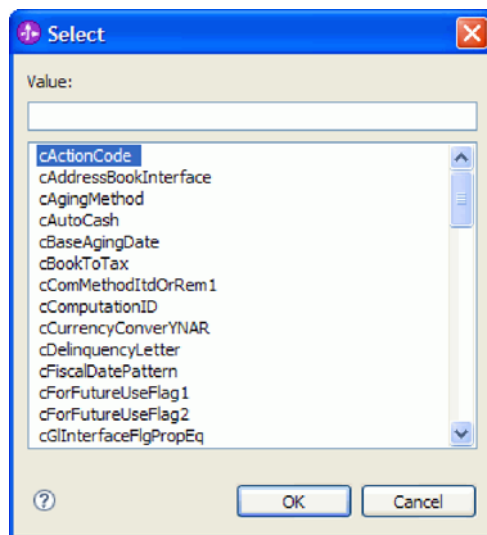 Select
Value:
cActionCode
cAddressBookInterface
cAgingMethod
cAutoCash
cBaseAgingDate
cBookToTax
cComMethodItdOrRem1
cComputationID
cCurrencyConverYNAR
cDelinquencyLetter
cFiscalDatePattern
cForFutureUseFlag1
cForFutureUseFlag2
cGlInterfaceFlgPropEq
OK Cancel